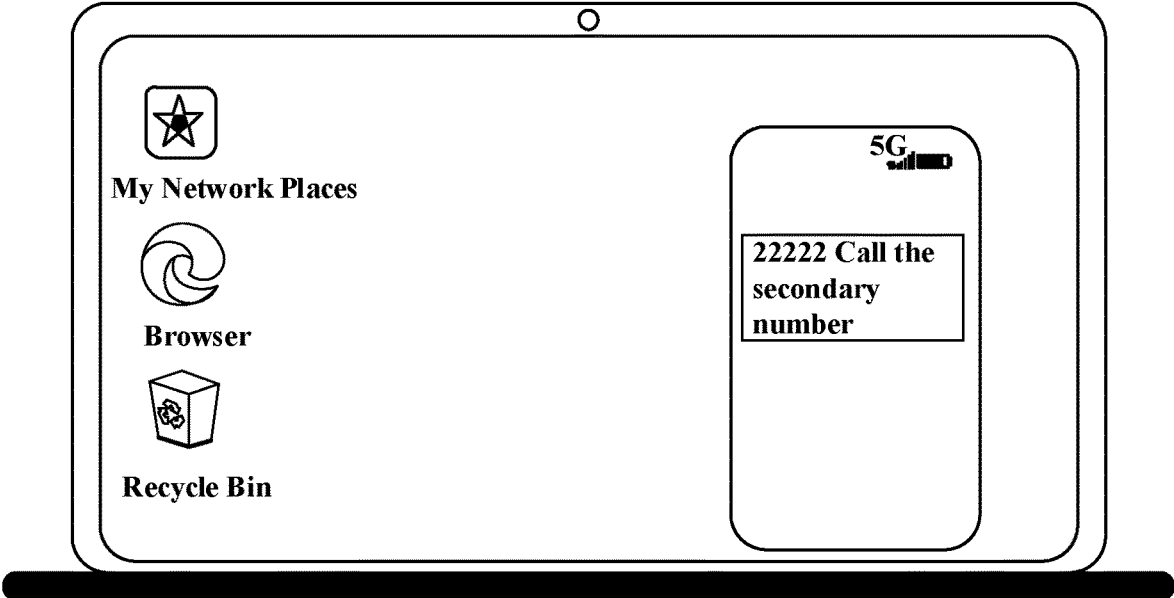 5G
My Network Places
22222 Call the
secondary
number
Browser
Recycle Bin